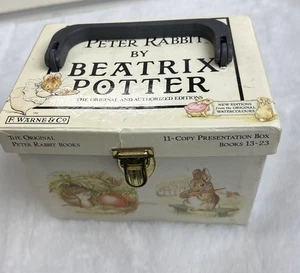 PETER RABBIT
BY
BEATRIX
POTTER
THE ORIGINAL AND AUTHORIZED EDITIONS
NEW EDITIONS
from the ORIGINAL
WATERCOLOURS
F. WARNE & Co
THE ORIGINAL
PETER RABBIT BOOKS
11-COPY PRESENTATION BOX
BOOKS 13-23